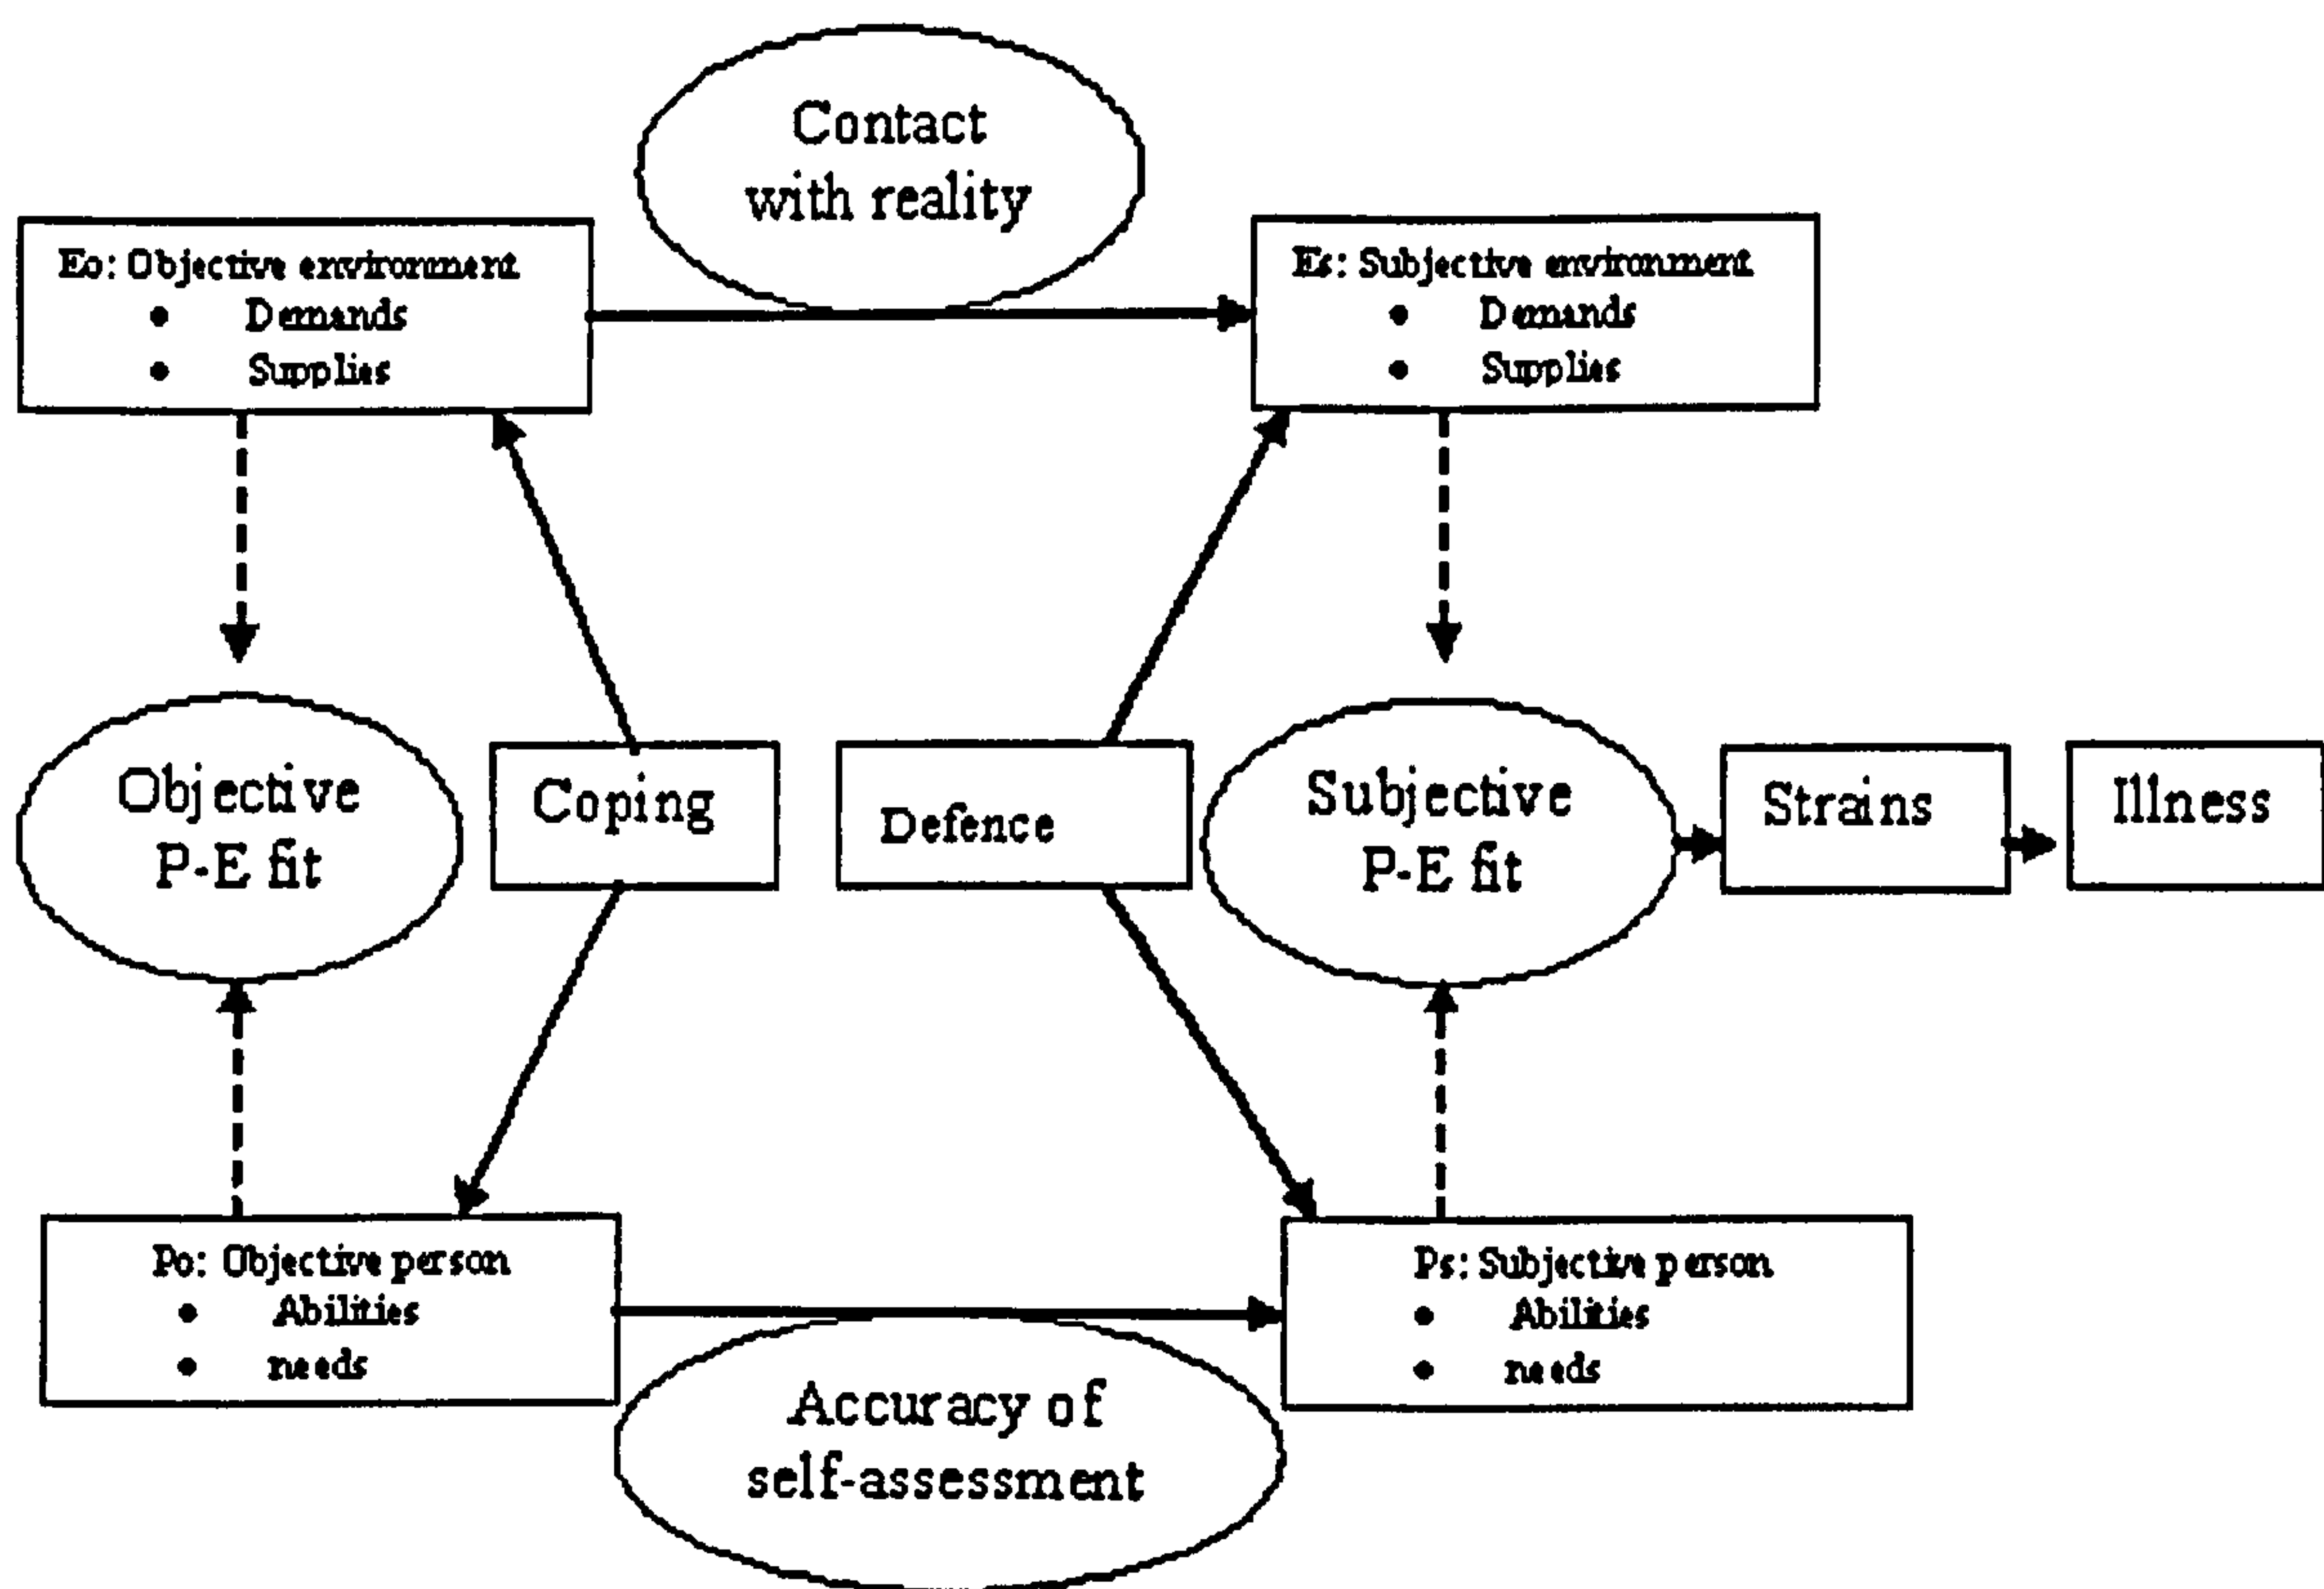 Contact
with reality
Eo: Objective environment
• Demands
• Supplies
Es: Subjective environment
• Demands
• Supplies
Objective
P-E fit
Coping
Defence
Subjective
P-E fit
Strains
Illness
Po: Objective person
• Abilities
• needs
Ps: Subjective person
• Abilities
• needs
Accuracy of
self-assessment